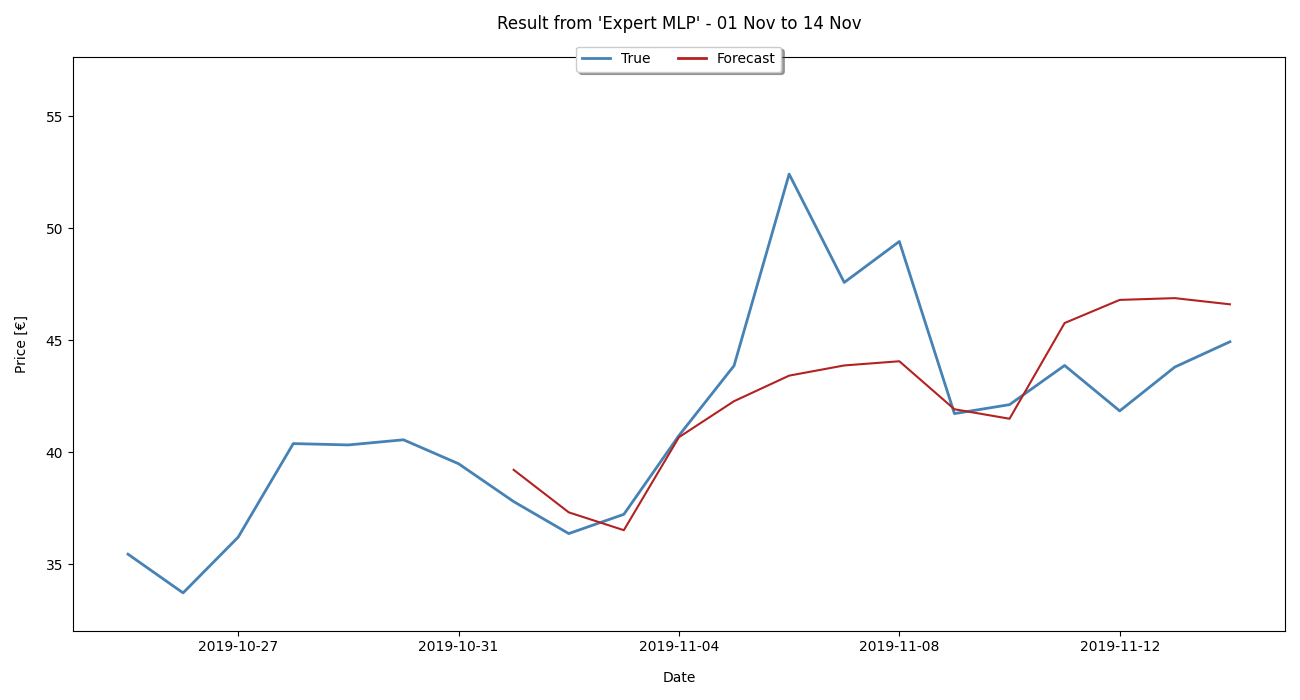 Result from 'Expert MLP' - 01 Nov to 14 Nov
True Forecast
55
50
45
40
35
Price [€]
2019-10-27 2019-10-31 2019-11-04 2019-11-08 2019-11-12
Date